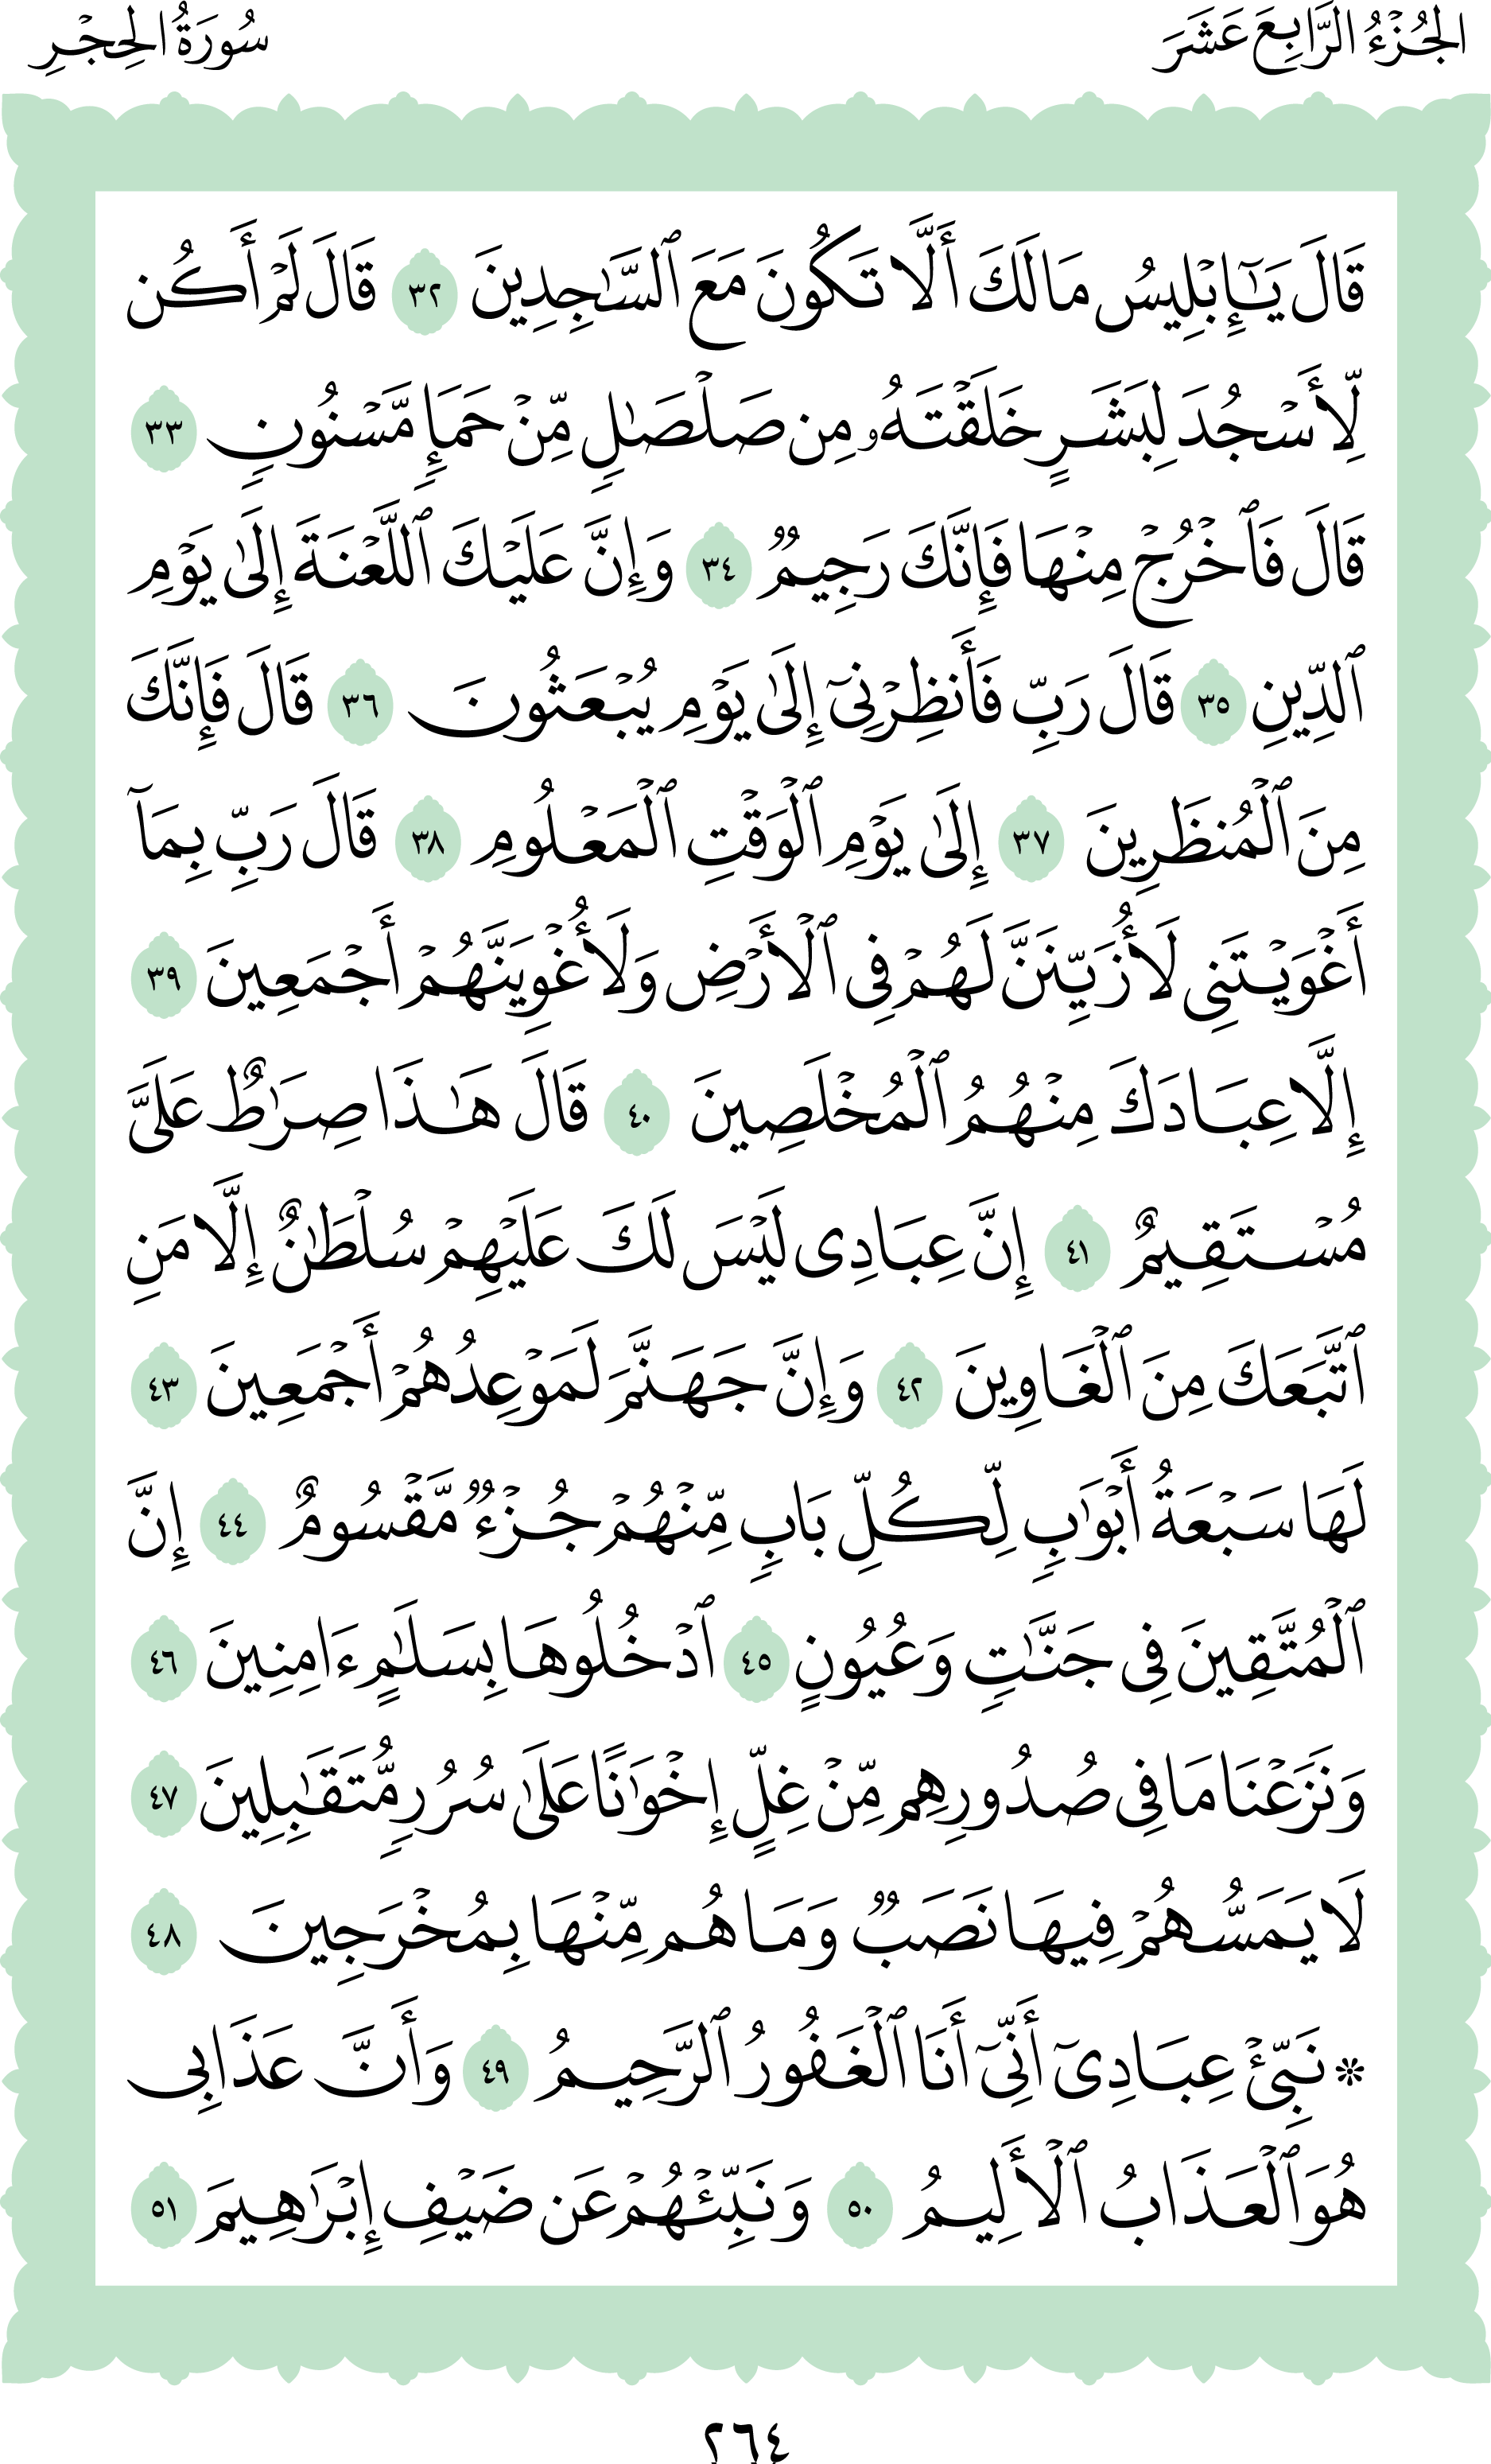 الجُزْءُ الرَّابِعَ عَشَرَ
سُورَةُ الحِجْرِ
قَالَ يَـٰٓإِبْلِيسُ مَا لَكَ أَلَّا تَكُونَ مَعَ ٱلسَّـٰجِدِينَ ٣٢ قَالَ لَمْ أَكُن
لِّأَسْجُدَ لِبَشَرٍ خَلَقْتَهُۥ مِن صَلْصَـٰلٍ مِّنْ حَمَإٍ مَّسْنُونٍ ٣٣
قَالَ فَٱخْرُجْ مِنْهَا فَإِنَّكَ رَجِيمٌ ٣٤ وَإِنَّ عَلَيْكَ ٱللَّعْنَةَ إِلَىٰ يَوْمِ
ٱلدِّينِ ٣٥ قَالَ رَبِّ فَأَنظِرْنِىٓ إِلَىٰ يَوْمِ يُبْعَثُونَ ٣٦ قَالَ فَإِنَّكَ
مِنَ ٱلْمُنظَرِينَ ٣٧ إِلَىٰ يَوْمِ ٱلْوَقْتِ ٱلْمَعْلُومِ ٣٨ قَالَ رَبِّ بِمَآ
أَغْوَيْتَنِى لَأُزَيِّنَنَّ لَهُمْ فِى ٱلْأَرْضِ وَلَأُغْوِيَنَّهُمْ أَجْمَعِينَ ٣٩
إِلَّا عِبَادَكَ مِنْهُمُ ٱلْمُخْلَصِينَ ٤٠ قَالَ هَـٰذَا صِرَٰطٌ عَلَىَّ
مُسْتَقِيمٌ ٤١ إِنَّ عِبَادِى لَيْسَ لَكَ عَلَيْهِمْ سُلْطَـٰنٌ إِلَّا مَنِ
ٱتَّبَعَكَ مِنَ ٱلْغَاوِينَ ٤٢ وَإِنَّ جَهَنَّمَ لَمَوْعِدُهُمْ أَجْمَعِينَ ٤٣
لَهَا سَبْعَةُ أَبْوَٰبٍ لِّكُلِّ بَابٍ مِّنْهُمْ جُزْءٌ مَّقْسُومٌ ٤٤ إِنَّ
ٱلْمُتَّقِينَ فِى جَنَّـٰتٍ وَعُيُونٍ ٤٥ ٱدْخُلُوهَا بِسَلَـٰمٍ ءَامِنِينَ ٤٦
وَنَزَعْنَا مَا فِى صُدُورِهِم مِّنْ غِلٍّ إِخْوَٰنًا عَلَىٰ سُرُرٍ مُّتَقَـٰبِلِينَ ٤٧
لَا يَمَسُّهُمْ فِيهَا نَصَبٌ وَمَا هُم مِّنْهَا بِمُخْرَجِينَ ٤٨
* نَبِّئْ عِبَادِىٓ أَنِّىٓ أَنَا ٱلْغَفُورُ ٱلرَّحِيمُ ٤٩ وَأَنَّ عَذَابِى
هُوَ ٱلْعَذَابُ ٱلْأَلِيمُ ٥٠ وَنَبِّئْهُمْ عَن ضَيْفِ إِبْرَٰهِيمَ ٥١
٢٦٤